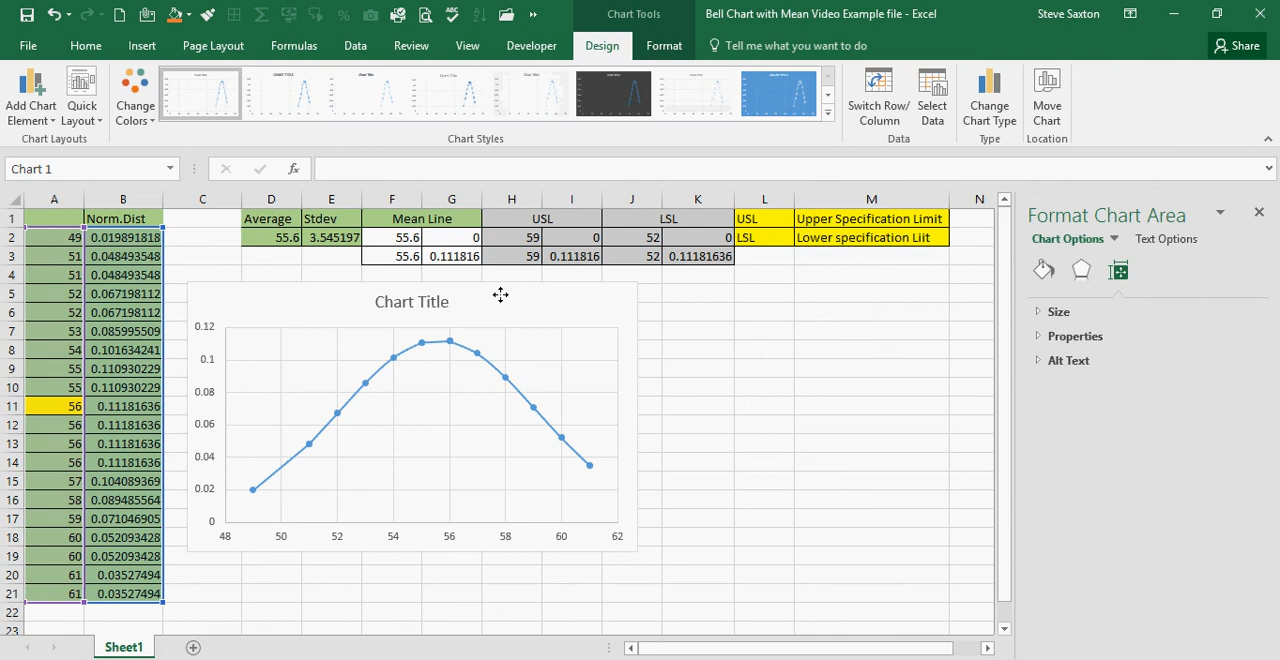 Chart Tools
Bell Chart with Mean Video Example file - Excel
Steve Saxton
File Home Insert Page Layout Formulas Data Review View Developer Design Format Tell me what you want to do Share
Add Chart Element
Quick Layout
Change Colors
Switch Row/ Column
Select Data
Change Chart Type
Move Chart
Chart Layouts Chart Styles Data Type Location
Chart 1 fx
A B C D E F G H I J K L M N
1 Norm.Dist Average Stdev Mean Line USL LSL USL Upper Specification Limit
2 49 0.019891818 55.6 3.545197 55.6 0 59 0 52 0 LSL Lower specification Liit
3 51 0.048493548 55.6 0.111816 59 0.111816 52 0.11181636
4 51 0.048493548
5 52 0.067198112
6 52 0.067198112
7 53 0.085995509
8 54 0.101634241
9 55 0.110930229
10 55 0.110930229
11 56 0.11181636
12 56 0.11181636
13 56 0.11181636
14 56 0.11181636
15 57 0.104089369
16 58 0.089485564
17 59 0.071046905
18 60 0.052093428
19 60 0.052093428
20 61 0.03527494
21 61 0.03527494
22
23
Chart Title
0.12
0.1
0.08
0.06
0.04
0.02
0
48 50 52 54 56 58 60 62
Format Chart Area
Chart Options Text Options
Size
Properties
Alt Text
Sheet1